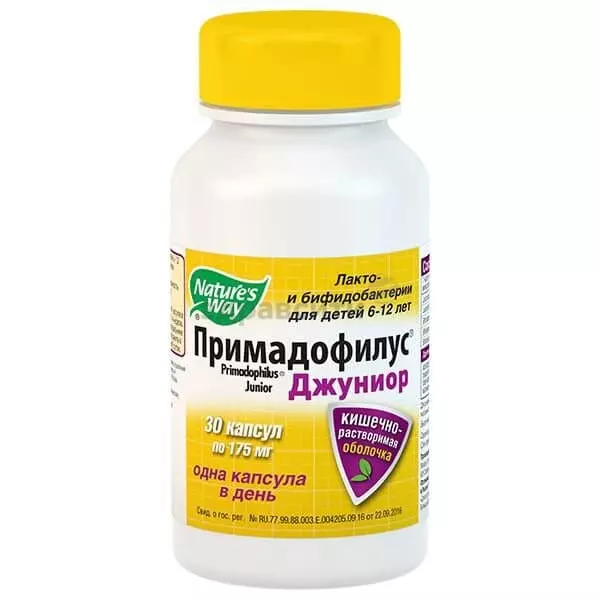 Nature's
Way®
Лакто-
и бифидобактерии
для детей 6-12 лет
Примадофилус®
Primadophilus®
Junior
Джуниор
30 капсул
по 175 мг
кишечно-
растворимая
оболочка
одна капсула
в день
Свид. о гос. рег. № RU.77.99.88.003.Е.004205.09.16 от 22.09.2016